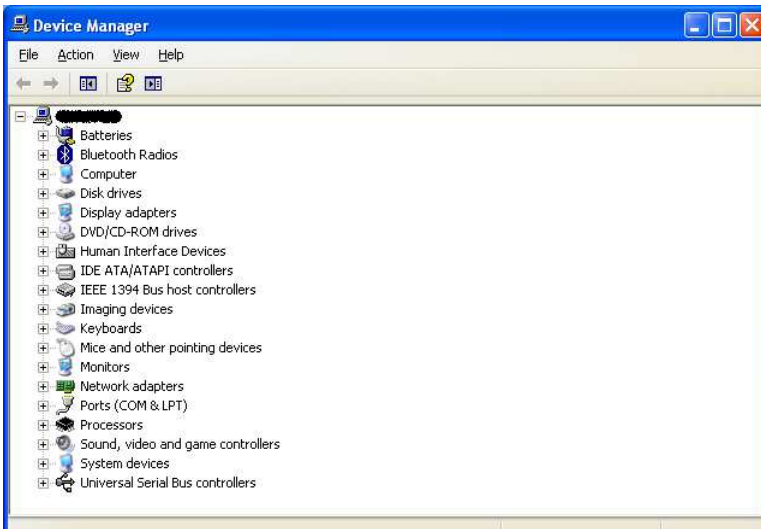 Device Manager
File Action View Help
Batteries
Bluetooth Radios
Computer
Disk drives
Display adapters
DVD/CD-ROM drives
Human Interface Devices
IDE ATA/ATAPI controllers
IEEE 1394 Bus host controllers
Imaging devices
Keyboards
Mice and other pointing devices
Monitors
Network adapters
Ports (COM & LPT)
Processors
Sound, video and game controllers
System devices
Universal Serial Bus controllers